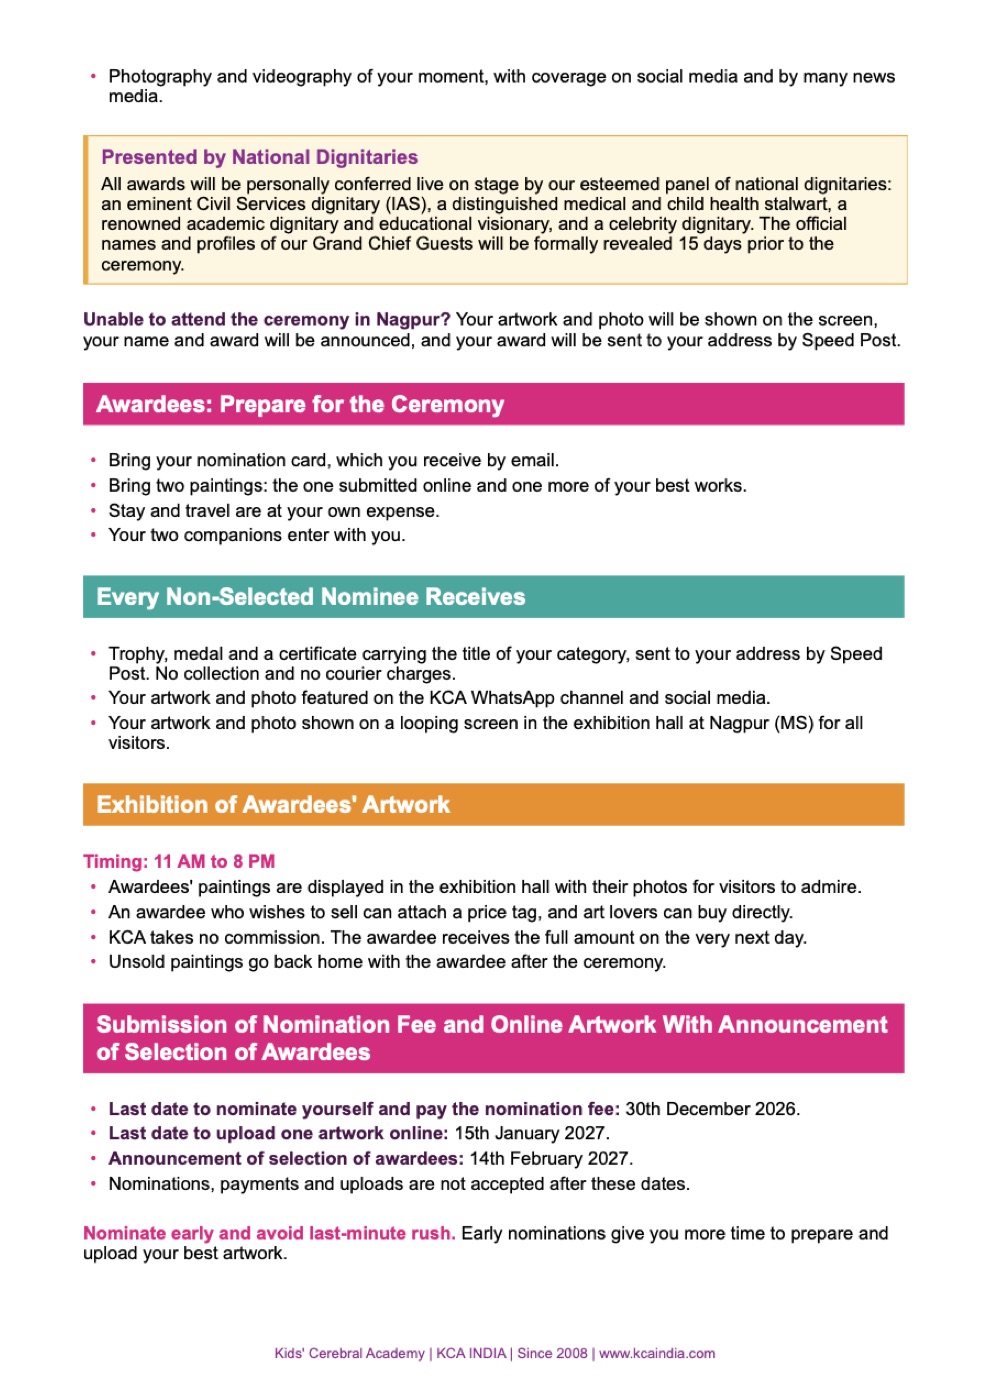 • Photography and videography of your moment, with coverage on social media and by many news
media.
Presented by National Dignitaries
All awards will be personally conferred live on stage by our esteemed panel of national dignitaries:
an eminent Civil Services dignitary (IAS), a distinguished medical and child health stalwart, a
renowned academic dignitary and educational visionary, and a celebrity dignitary. The official
names and profiles of our Grand Chief Guests will be formally revealed 15 days prior to the
ceremony.
Unable to attend the ceremony in Nagpur? Your artwork and photo will be shown on the screen,
your name and award will be announced, and your award will be sent to your address by Speed Post.
Awardees: Prepare for the Ceremony
• Bring your nomination card, which you receive by email.
• Bring two paintings: the one submitted online and one more of your best works.
• Stay and travel are at your own expense.
• Your two companions enter with you.
Every Non-Selected Nominee Receives
• Trophy, medal and a certificate carrying the title of your category, sent to your address by Speed
Post. No collection and no courier charges.
• Your artwork and photo featured on the KCA WhatsApp channel and social media.
• Your artwork and photo shown on a looping screen in the exhibition hall at Nagpur (MS) for all
visitors.
Exhibition of Awardees' Artwork
Timing: 11 AM to 8 PM
• Awardees' paintings are displayed in the exhibition hall with their photos for visitors to admire.
• An awardee who wishes to sell can attach a price tag, and art lovers can buy directly.
• KCA takes no commission. The awardee receives the full amount on the very next day.
• Unsold paintings go back home with the awardee after the ceremony.
Submission of Nomination Fee and Online Artwork With Announcement
of Selection of Awardees
• Last date to nominate yourself and pay the nomination fee: 30th December 2026.
• Last date to upload one artwork online: 15th January 2027.
• Announcement of selection of awardees: 14th February 2027.
• Nominations, payments and uploads are not accepted after these dates.
Nominate early and avoid last-minute rush. Early nominations give you more time to prepare and
upload your best artwork.
Kids' Cerebral Academy | KCA INDIA | Since 2008 | www.kcaindia.com